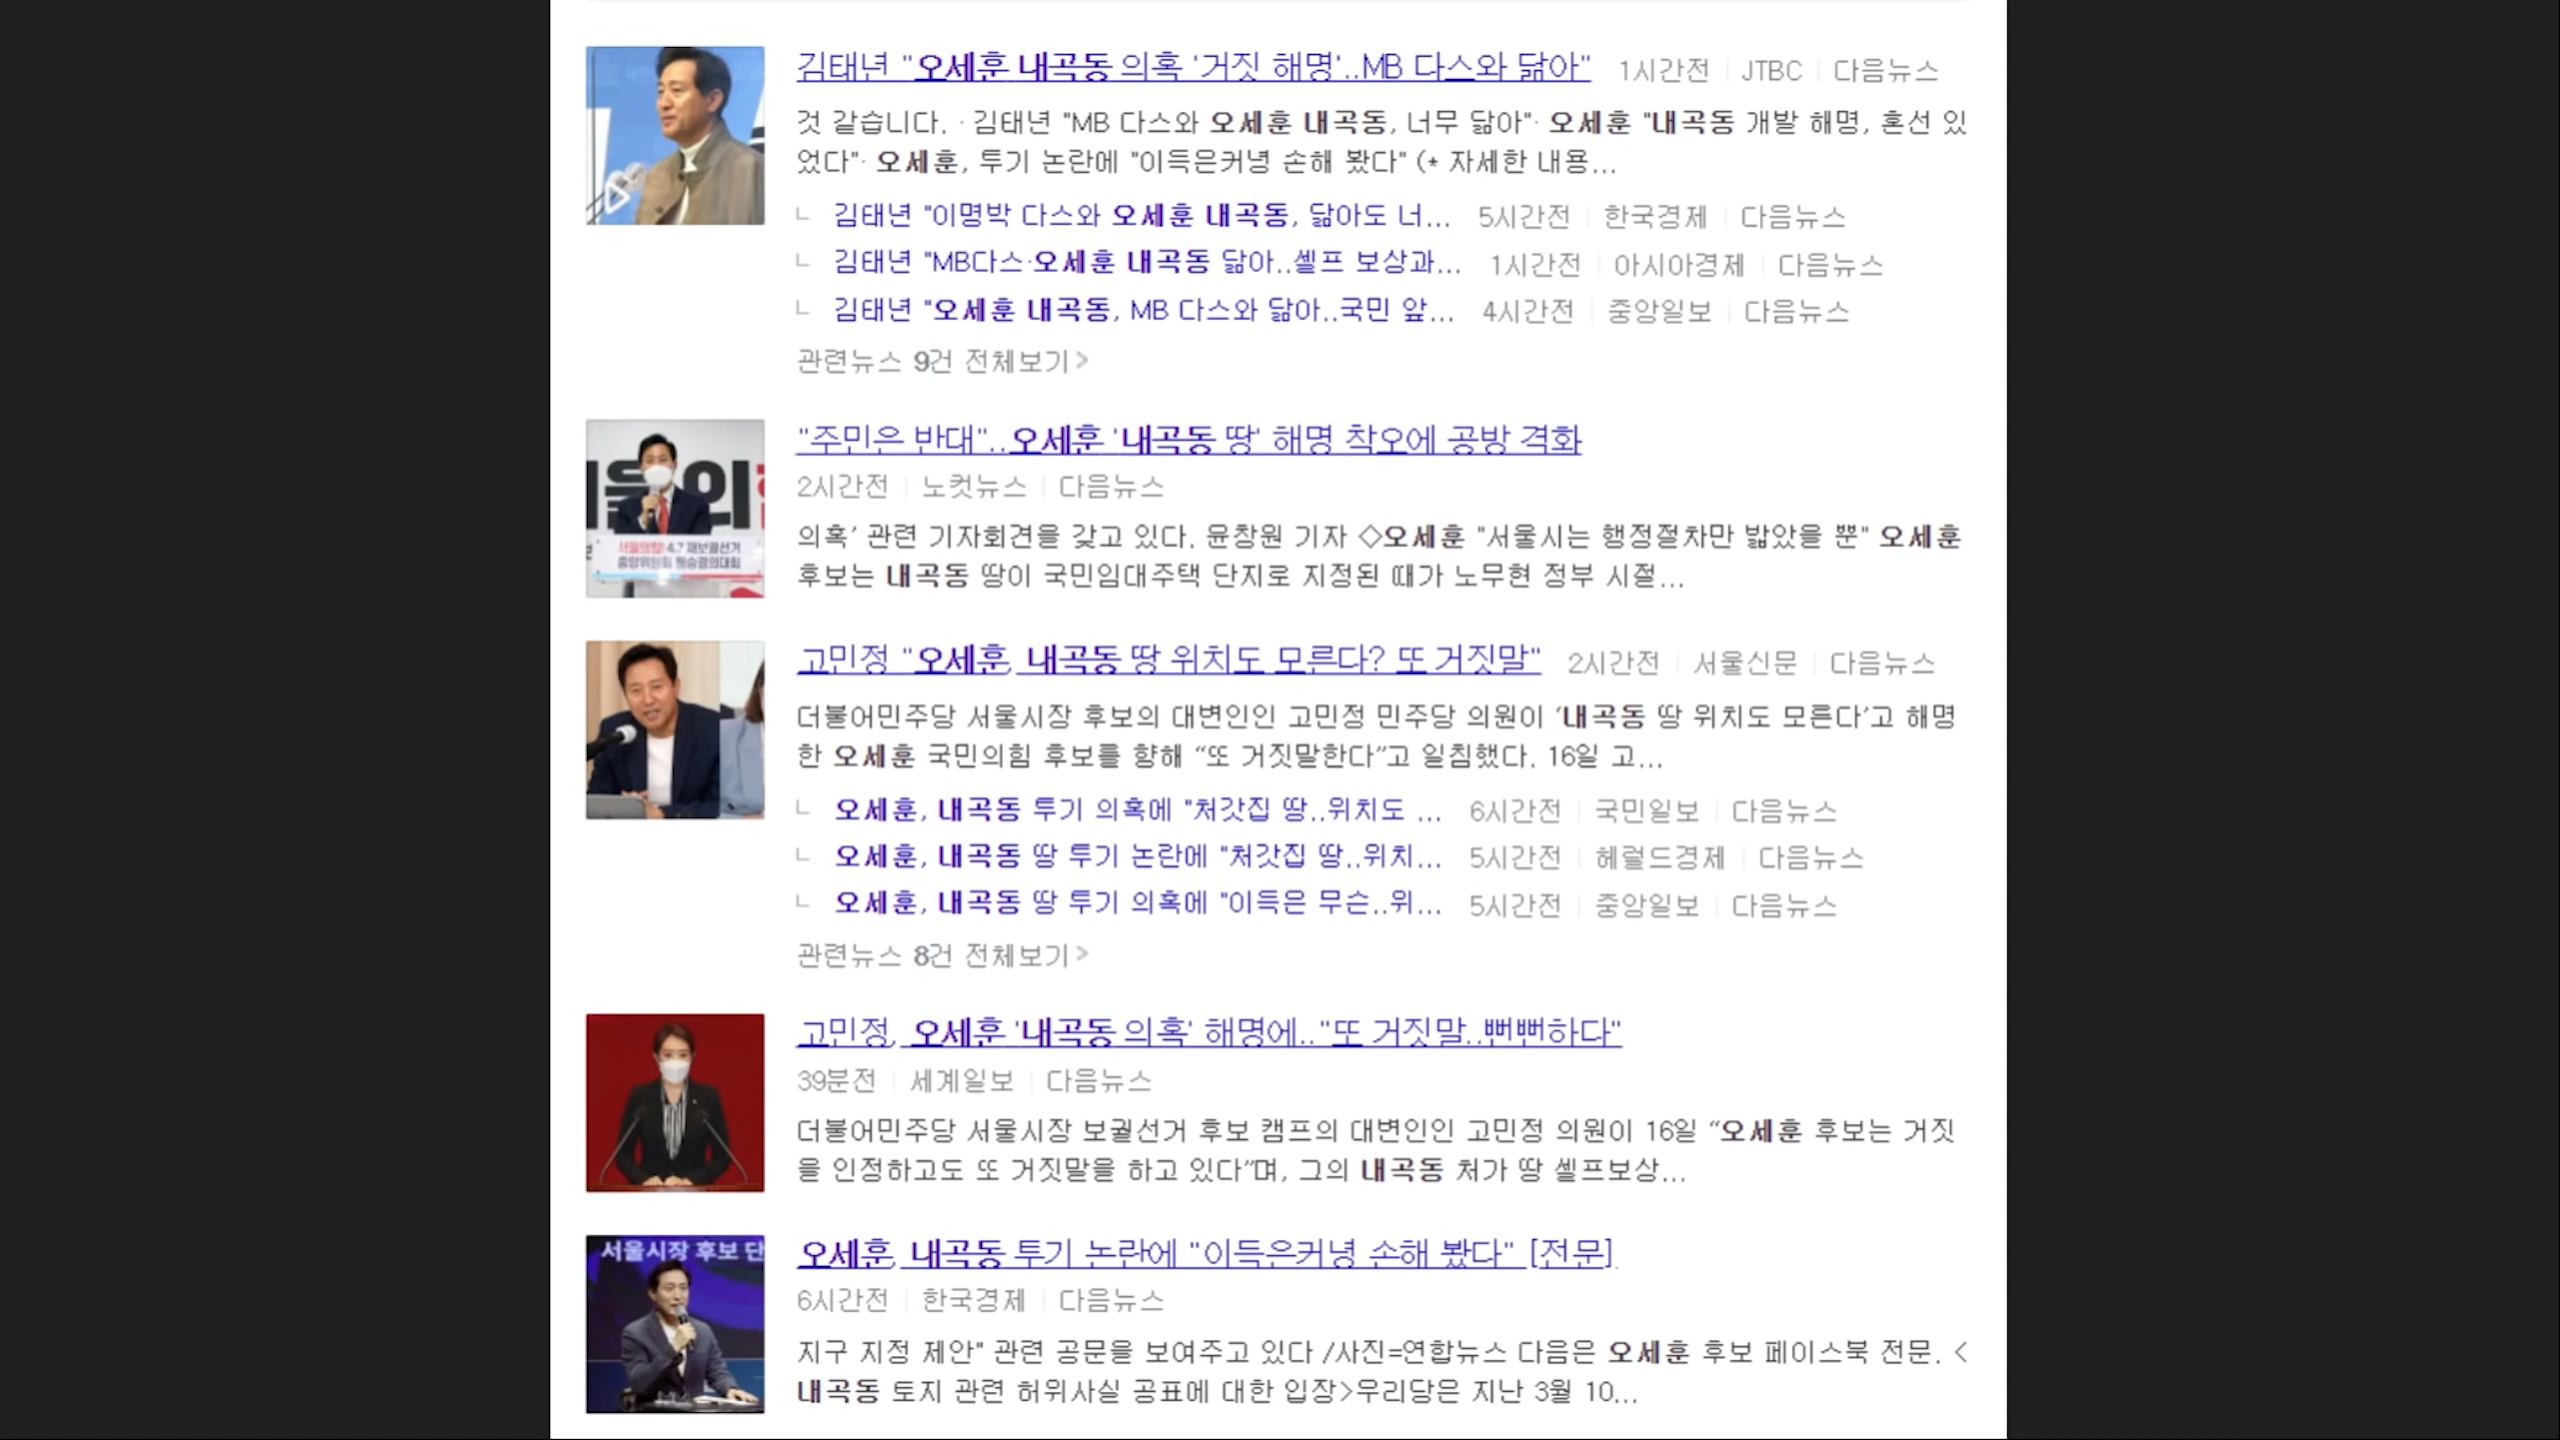 김태년 "오세훈 내곡동 의혹 '거짓 해명'..MB 다스와 닮아" 1시간전 | JTBC | 다음뉴스
것 같습니다. · 김태년 "MB 다스와 오세훈 내곡동, 너무 닮아"· 오세훈 "내곡동 개발 해명, 혼선 있
었다"· 오세훈, 투기 논란에 "이득은커녕 손해 봤다" (* 자세한 내용...
김태년 "이명박 다스와 오세훈 내곡동, 닮아도 너... 5시간전 | 한국경제 | 다음뉴스
김태년 "MB다스·오세훈 내곡동 닮아..셀프 보상과... 1시간전 | 아시아경제 | 다음뉴스
김태년 "오세훈 내곡동, MB 다스와 닮아..국민 앞... 4시간전 | 중앙일보 | 다음뉴스
관련뉴스 9건 전체보기 >
"주민은 반대"..오세훈 '내곡동 땅' 해명 착오에 공방 격화
2시간전 | 노컷뉴스 | 다음뉴스
의혹' 관련 기자회견을 갖고 있다. 윤창원 기자 ◇오세훈 "서울시는 행정절차만 밟았을 뿐" 오세훈
후보는 내곡동 땅이 국민임대주택 단지로 지정된 때가 노무현 정부 시절...
서울의힘! 4.7 재보궐선거
중앙위원회 필승결의대회
고민정 "오세훈, 내곡동 땅 위치도 모른다? 또 거짓말" 2시간전 | 서울신문 | 다음뉴스
더불어민주당 서울시장 후보의 대변인인 고민정 민주당 의원이 ‘내곡동 땅 위치도 모른다’고 해명
한 오세훈 국민의힘 후보를 향해 “또 거짓말한다”고 일침했다. 16일 고...
오세훈, 내곡동 투기 의혹에 "처갓집 땅..위치도 ... 6시간전 | 국민일보 | 다음뉴스
오세훈, 내곡동 땅 투기 논란에 "처갓집 땅..위치... 5시간전 | 헤럴드경제 | 다음뉴스
오세훈, 내곡동 땅 투기 의혹에 "이득은 무슨..위... 5시간전 | 중앙일보 | 다음뉴스
관련뉴스 8건 전체보기 >
고민정, 오세훈 '내곡동 의혹' 해명에.."또 거짓말..뻔뻔하다"
39분전 | 세계일보 | 다음뉴스
더불어민주당 서울시장 보궐선거 후보 캠프의 대변인인 고민정 의원이 16일 “오세훈 후보는 거짓
을 인정하고도 또 거짓말을 하고 있다”며, 그의 내곡동 처가 땅 셀프보상...
서울시장 후보 단
오세훈, 내곡동 투기 논란에 "이득은커녕 손해 봤다" [전문]
6시간전 | 한국경제 | 다음뉴스
지구 지정 제안" 관련 공문을 보여주고 있다 /사진=연합뉴스 다음은 오세훈 후보 페이스북 전문. <
내곡동 토지 관련 허위사실 공표에 대한 입장>우리당은 지난 3월 10...